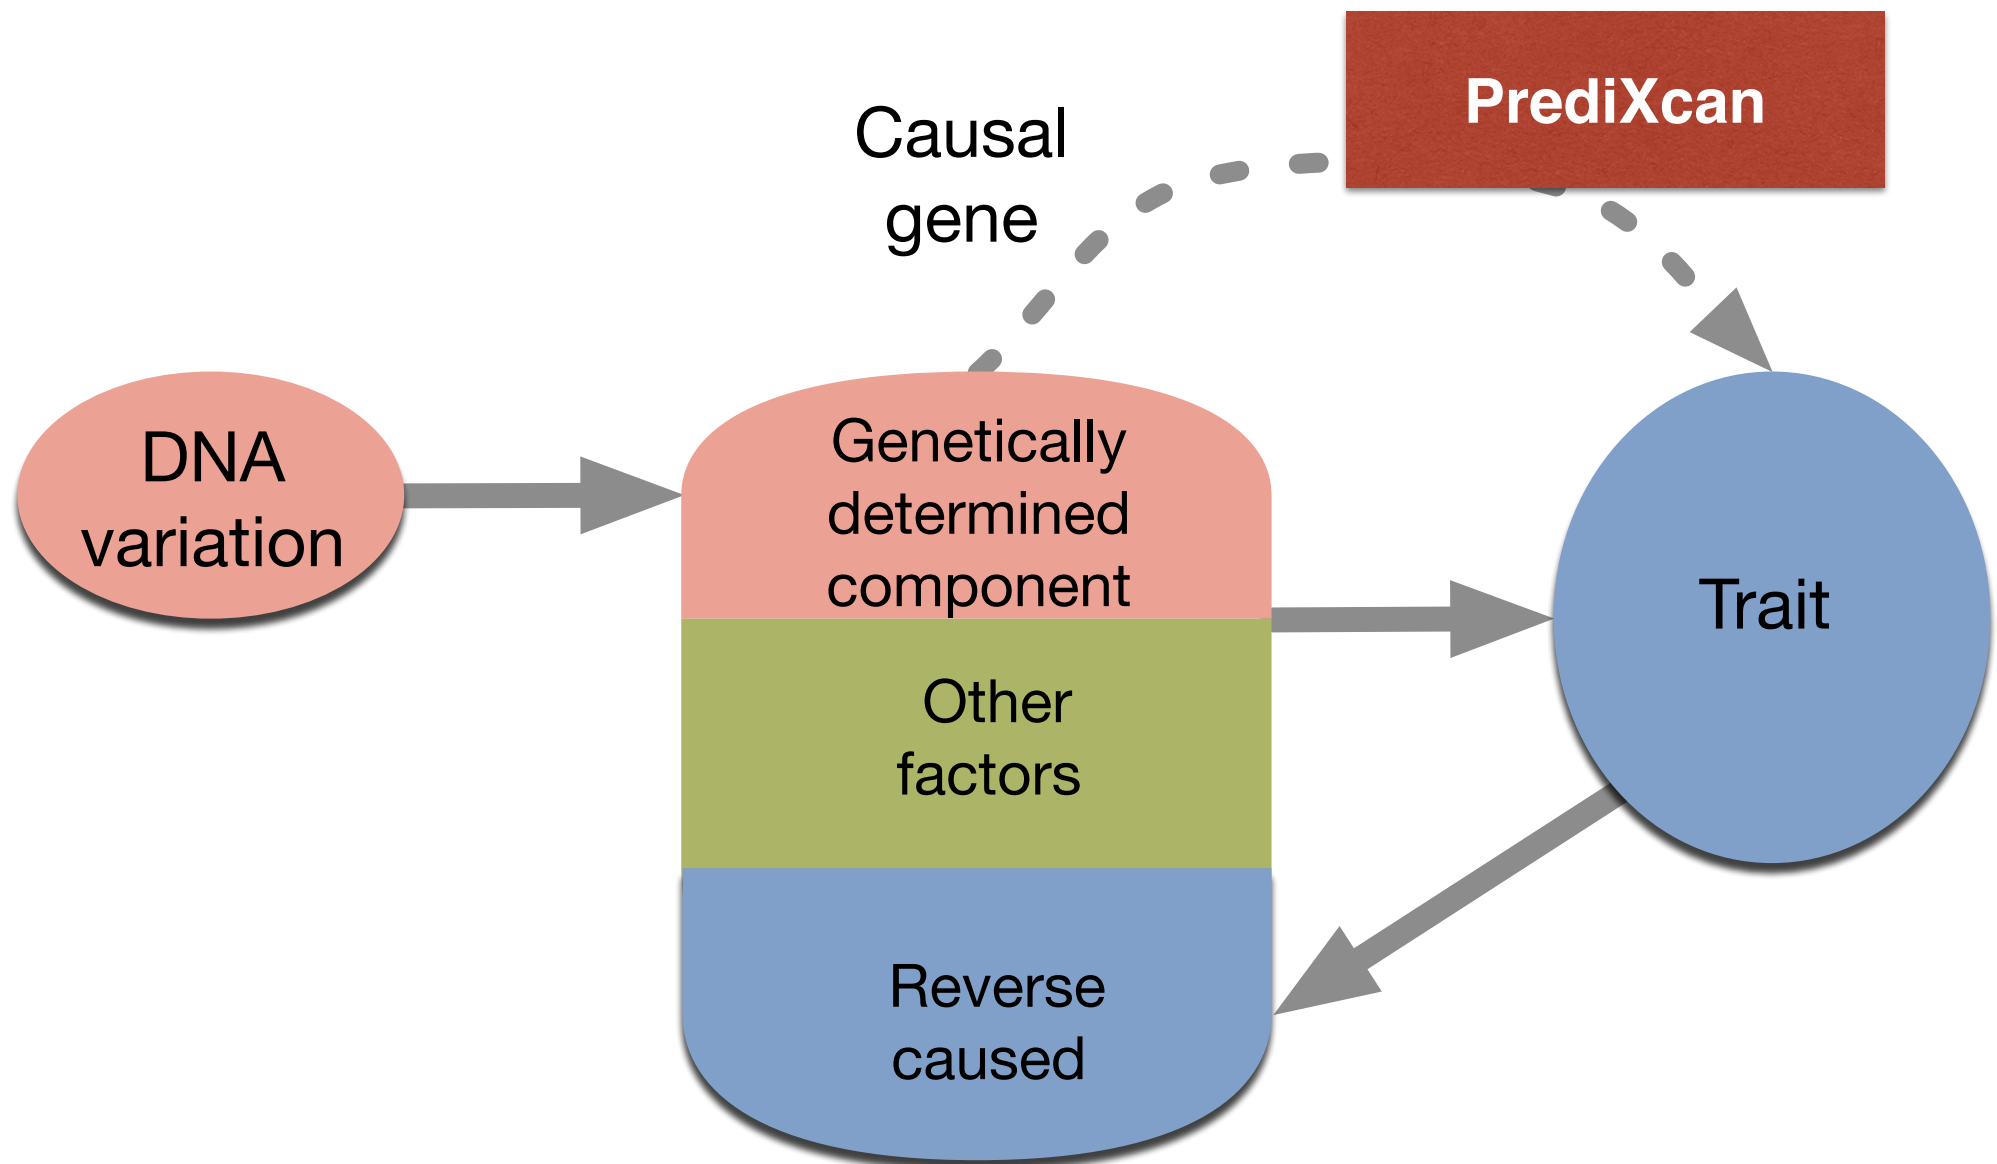 PrediXcan
Causal
gene
DNA
variation
Genetically
determined
component
Other
factors
Reverse
caused
Trait